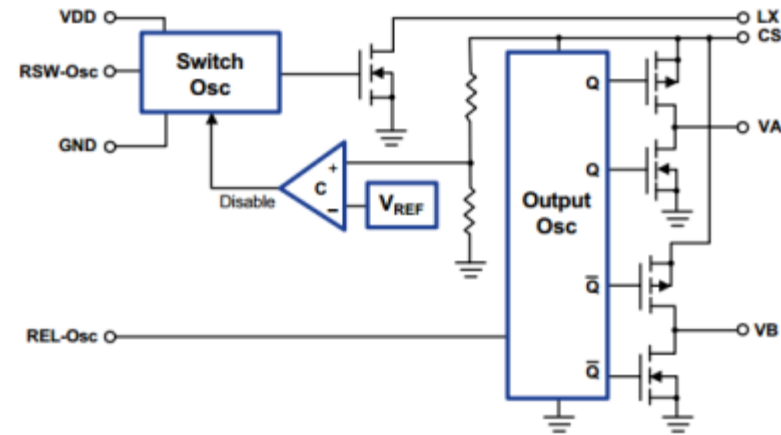 VDD
LX
CS
RSW-Osc
Switch
Osc
Q
VA
GND
+
C
−
Disable
VREF
Q
Output
Osc
Q̅
REL-Osc
VB
Q̅